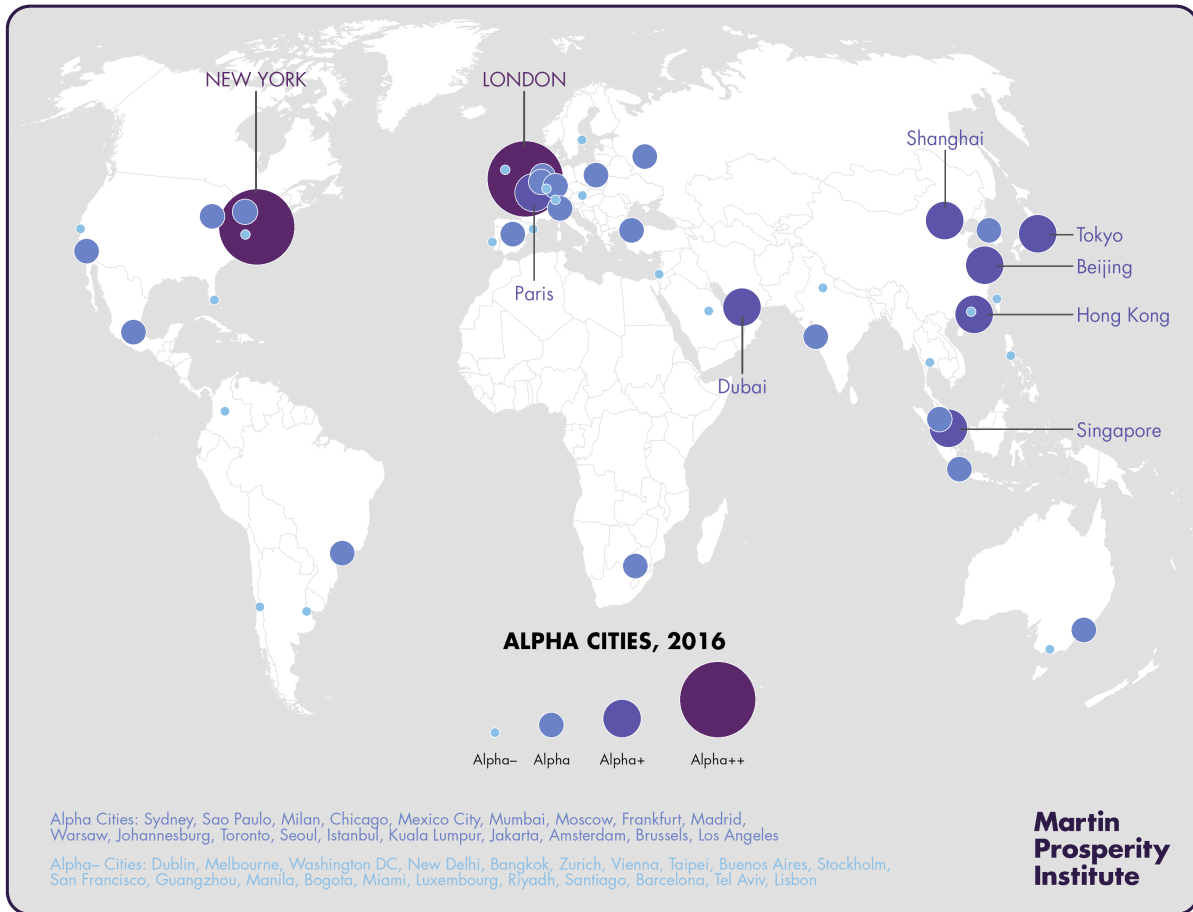 NEW YORK
LONDON
Shanghai
Tokyo
Beijing
Paris
Hong Kong
Dubai
Singapore
ALPHA CITIES, 2016
Alpha–
Alpha
Alpha+
Alpha++
Alpha Cities: Sydney, Sao Paulo, Milan, Chicago, Mexico City, Mumbai, Moscow, Frankfurt, Madrid,
Warsaw, Johannesburg, Toronto, Seoul, Istanbul, Kuala Lumpur, Jakarta, Amsterdam, Brussels, Los Angeles
Alpha– Cities: Dublin, Melbourne, Washington DC, New Delhi, Bangkok, Zurich, Vienna, Taipei, Buenos Aires, Stockholm,
San Francisco, Guangzhou, Manila, Bogota, Miami, Luxembourg, Riyadh, Santiago, Barcelona, Tel Aviv, Lisbon
Martin
Prosperity
Institute